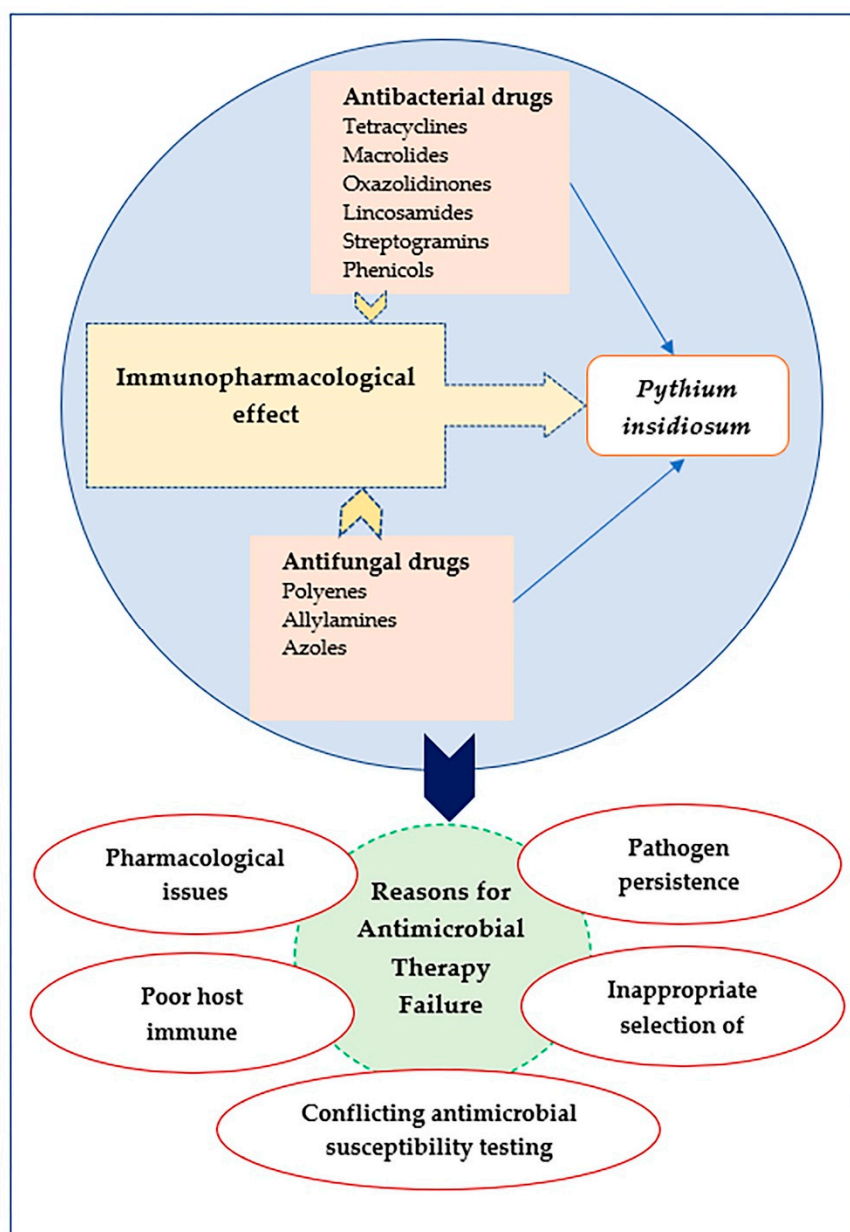 Antibacterial drugs
Tetracyclines
Macrolides
Oxazolidinones
Lincosamides
Streptogramins
Phenicols
Immunopharmacological
effect
Pythium
insidiosum
Antifungal drugs
Polyenes
Allylamines
Azoles
Pharmacological
issues
Pathogen
persistence
Reasons for
Antimicrobial
Therapy
Failure
Poor host
immune
Inappropriate
selection of
Conflicting antimicrobial
susceptibility testing